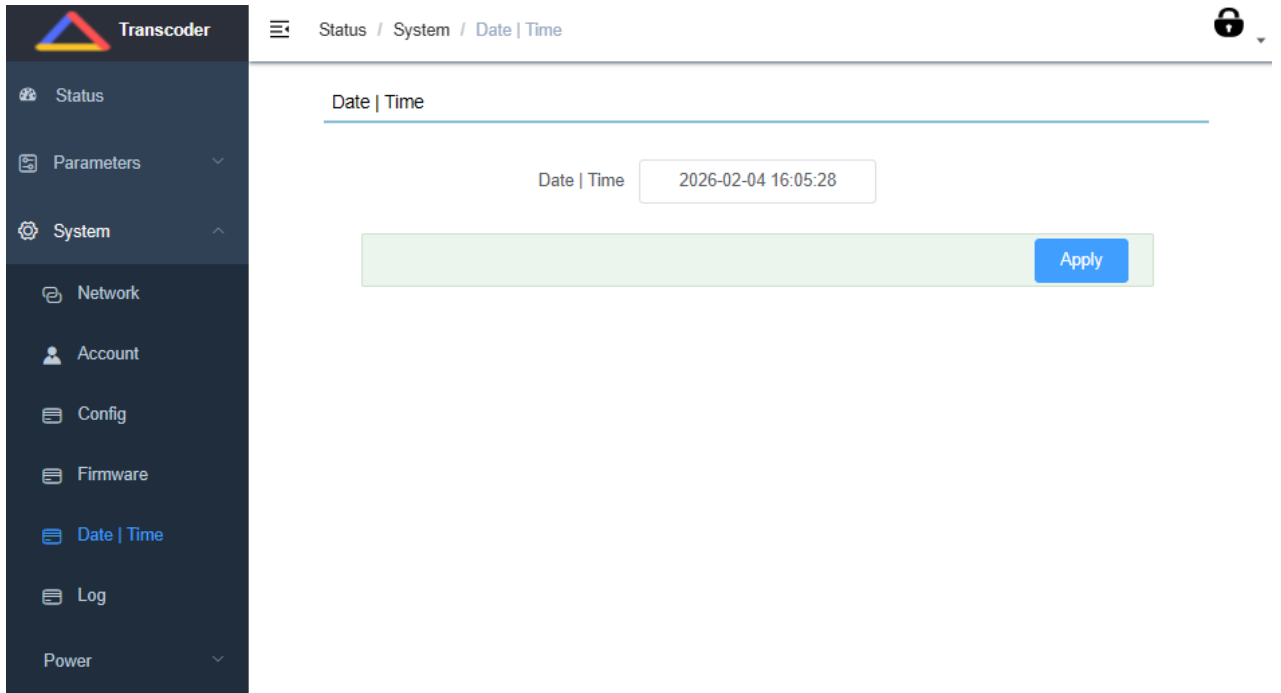 Transcoder
Status / System / Date | Time
Status
Parameters
System
Network
Account
Config
Firmware
Date | Time
Log
Power
Date | Time
Date | Time 2026-02-04 16:05:28
Apply